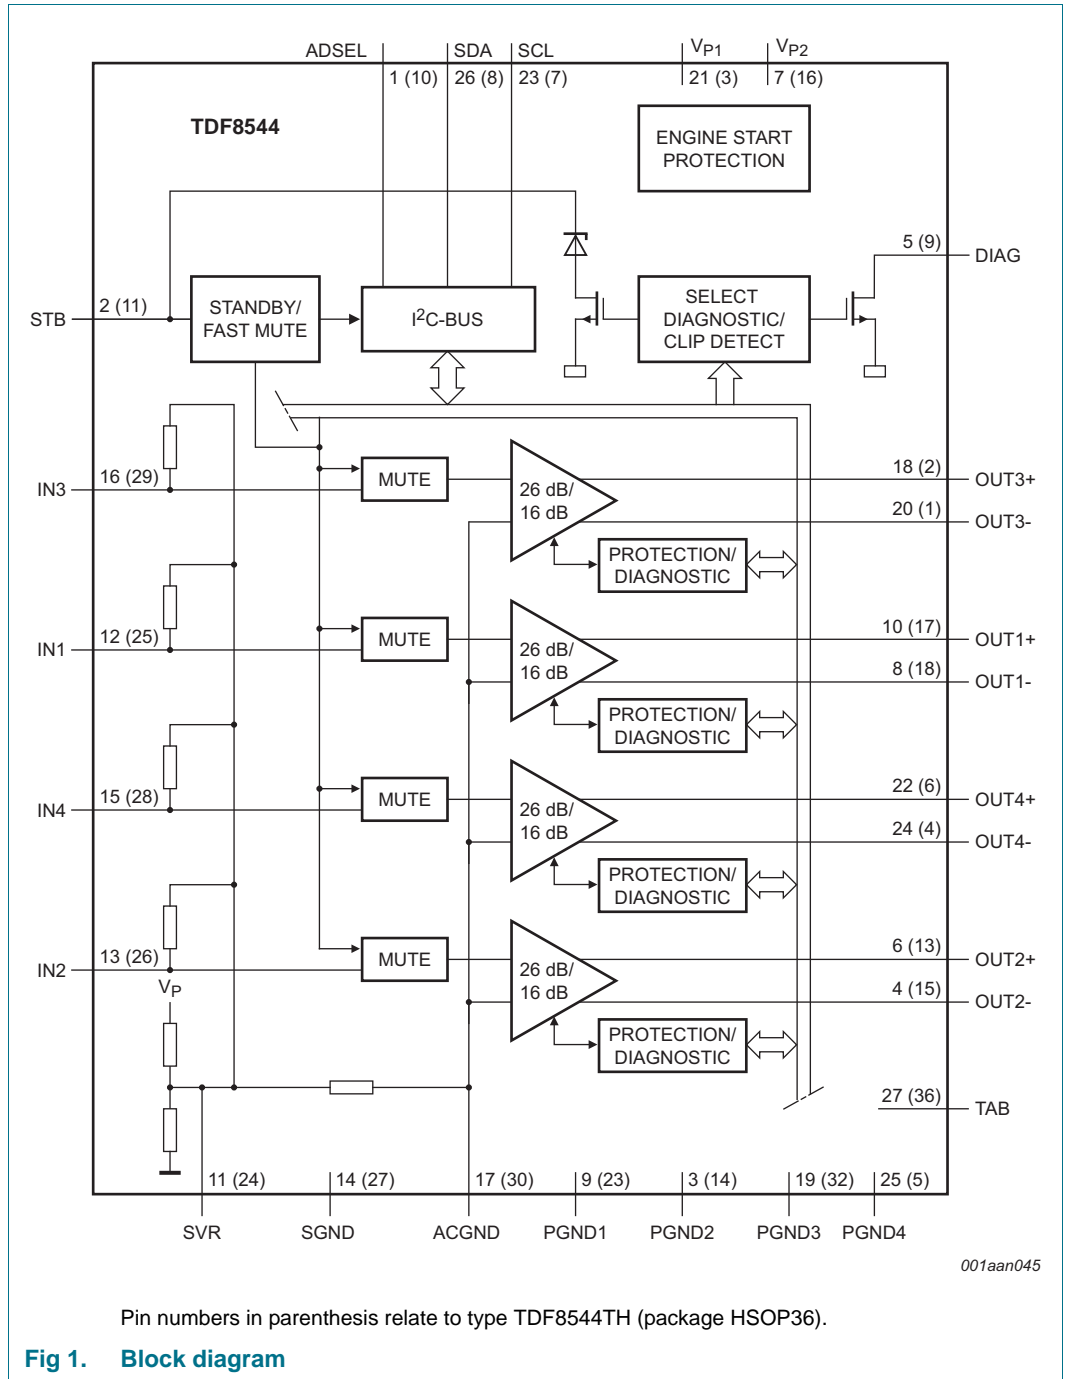 ADSEL SDA SCL VP1 VP2
1 (10) 26 (8) 23 (7) 21 (3) 7 (16)
TDF8544
ENGINE START
PROTECTION
5 (9) DIAG
STB 2 (11)
STANDBY/
FAST MUTE
I2C-BUS
SELECT
DIAGNOSTIC/
CLIP DETECT
IN3 16 (29)
MUTE
26 dB/
16 dB
18 (2) OUT3+
20 (1) OUT3-
PROTECTION/
DIAGNOSTIC
IN1 12 (25)
MUTE
26 dB/
16 dB
10 (17) OUT1+
8 (18) OUT1-
PROTECTION/
DIAGNOSTIC
IN4 15 (28)
MUTE
26 dB/
16 dB
22 (6) OUT4+
24 (4) OUT4-
PROTECTION/
DIAGNOSTIC
IN2 13 (26)
MUTE
26 dB/
16 dB
6 (13) OUT2+
4 (15) OUT2-
VP
PROTECTION/
DIAGNOSTIC
27 (36) TAB
11 (24) 14 (27) 17 (30) 9 (23) 3 (14) 19 (32) 25 (5)
SVR SGND ACGND PGND1 PGND2 PGND3 PGND4
001aan045
Pin numbers in parenthesis relate to type TDF8544TH (package HSOP36).
Fig 1. Block diagram